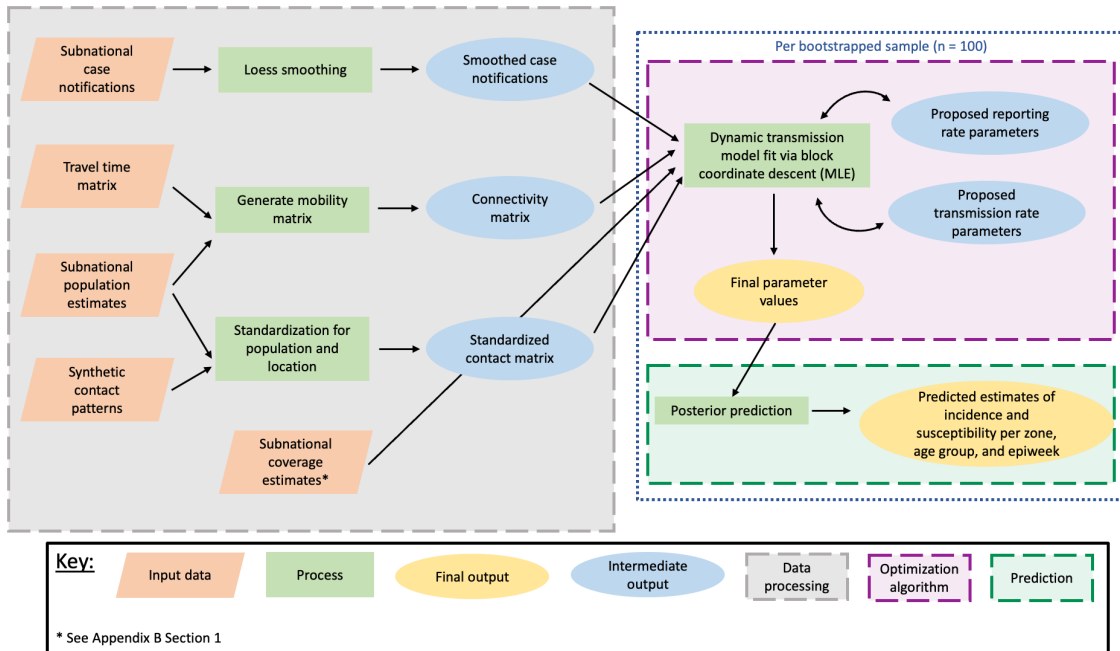 Subnational
case
notifications
Loess smoothing
Smoothed case
notifications
Travel time
matrix
Generate mobility
matrix
Connectivity
matrix
Subnational
population
estimates
Standardization for
population and
location
Standardized
contact matrix
Synthetic
contact
patterns
Subnational
coverage
estimates*
Per bootstrapped sample (n = 100)
Dynamic transmission
model fit via block
coordinate descent (MLE)
Proposed reporting
rate parameters
Proposed
transmission rate
parameters
Final parameter
values
Posterior prediction
Predicted estimates of
incidence and
susceptibility per zone,
age group, and epiweek
Key:
Input data
Process
Final output
Intermediate
output
Data
processing
Optimization
algorithm
Prediction
* See Appendix B Section 1